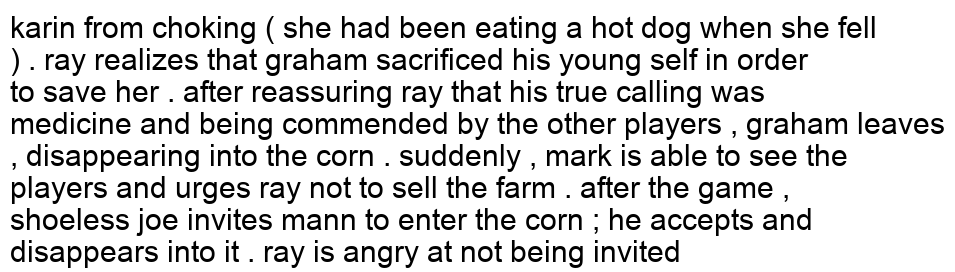 karin from choking ( she had been eating a hot dog when she fell
) . ray realizes that graham sacrificed his young self in order
to save her . after reassuring ray that his true calling was
medicine and being commended by the other players , graham leaves
, disappearing into the corn . suddenly , mark is able to see the
players and urges ray not to sell the farm . after the game ,
shoeless joe invites mann to enter the corn ; he accepts and
disappears into it . ray is angry at not being invited